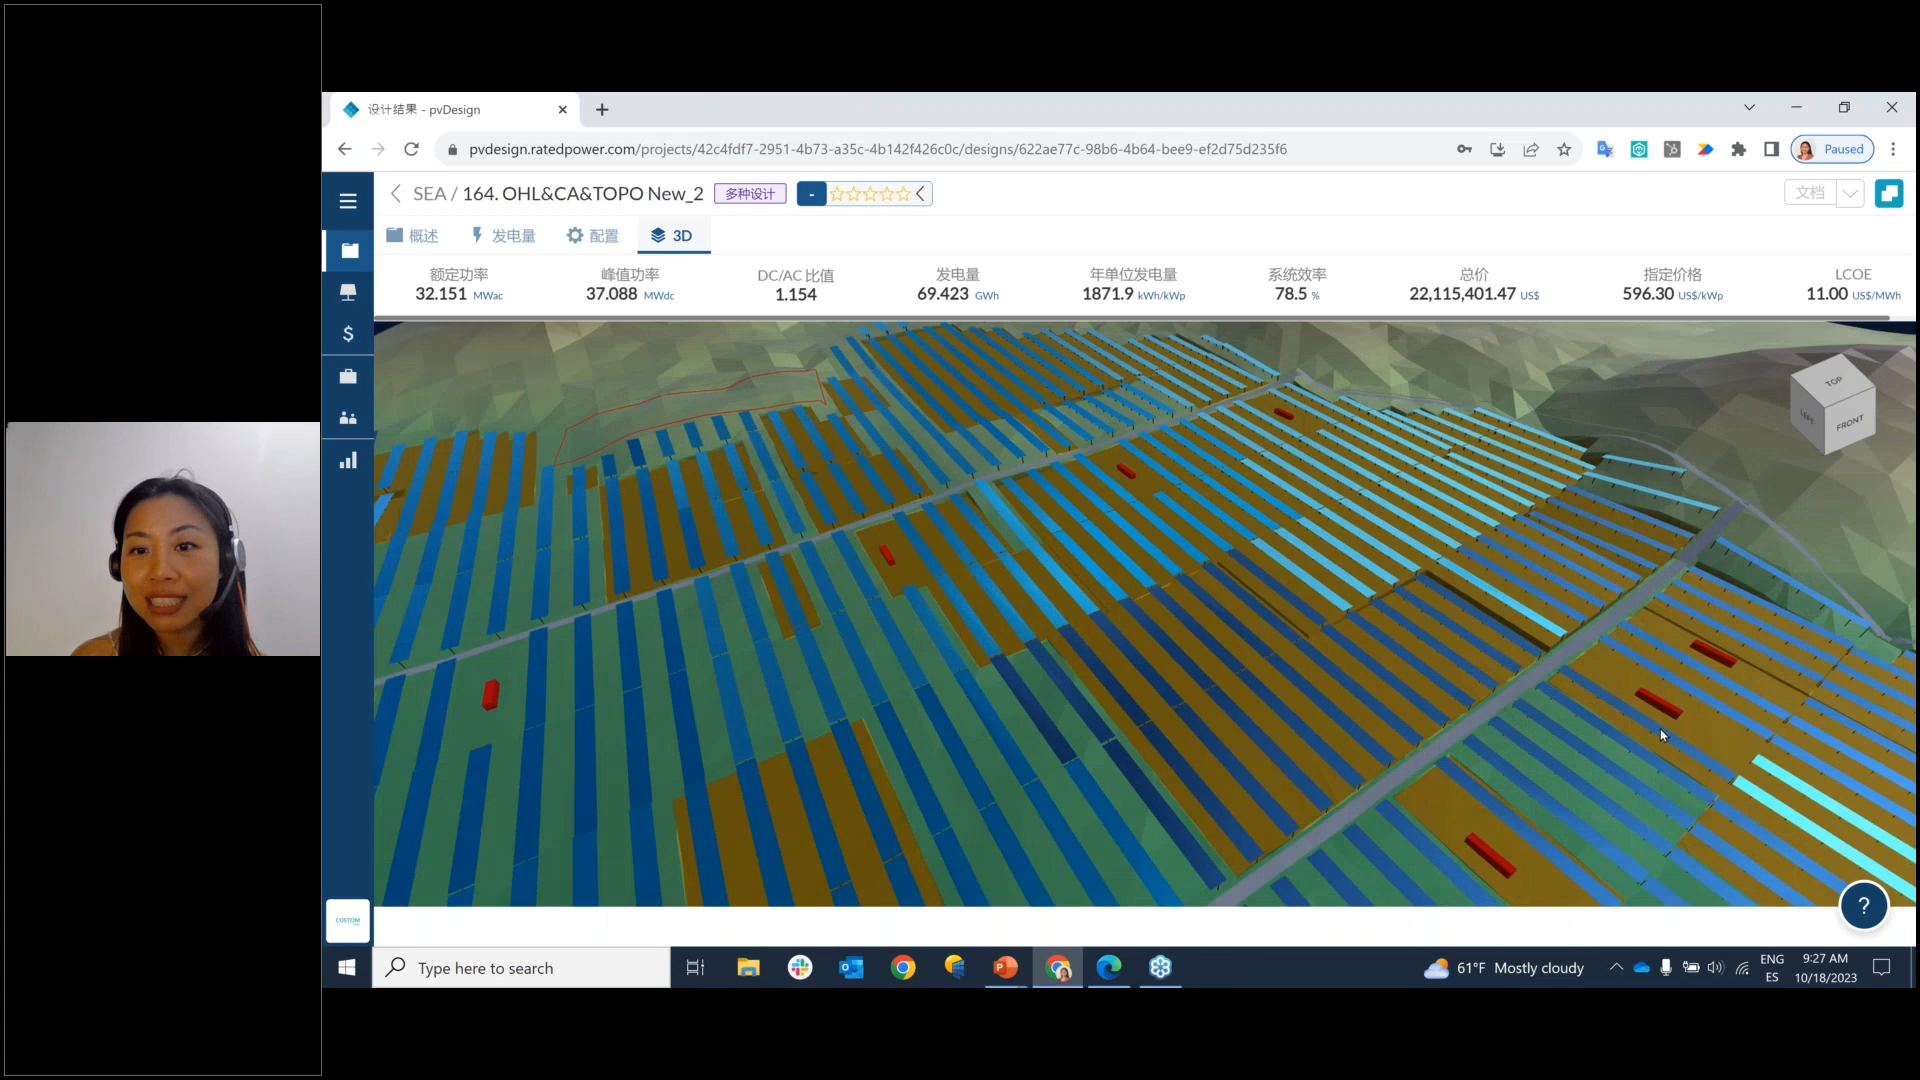 设计结果 - pvDesign
pvdesign.ratedpower.com/projects/42c4fdf7-2951-4b73-a35c-4b142f426c0c/designs/622ae77c-98b6-4b64-bee9-ef2d75d235f6
Paused
SEA / 164. OHL&CA&TOPO New_2
多种设计
-
文档
概述
发电量
配置
3D
额定功率 峰值功率 DC/AC 比值 发电量 年单位发电量 系统效率 总价 指定价格 LCOE
32.151 MWac 37.088 MWdc 1.154 69.423 GWh 1871.9 kWh/kWp 78.5 % 22,115,401.47 US$ 596.30 US$/kWp 11.00 US$/MWh
TOP
LEFT
FRONT
CUSTOM
?
Type here to search
61°F Mostly cloudy
ENG
ES
9:27 AM
10/18/2023